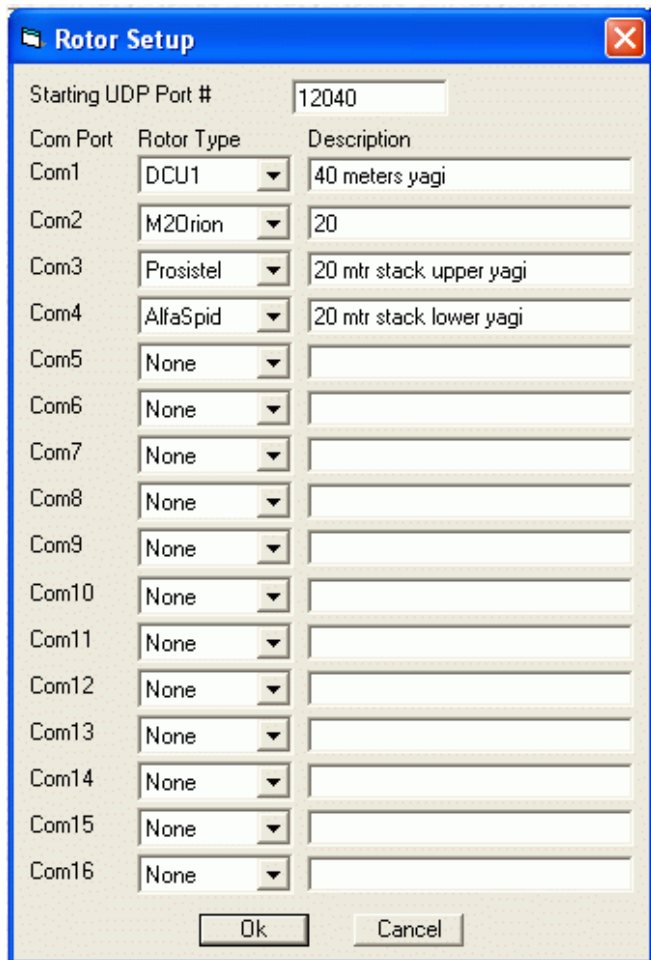 Rotor Setup
Starting UDP Port # 12040
Com Port Rotor Type Description
Com1 DCU1 40 meters yagi
Com2 M2Orion 20
Com3 Prosistel 20 mtr stack upper yagi
Com4 AlfaSpid 20 mtr stack lower yagi
Com5 None
Com6 None
Com7 None
Com8 None
Com9 None
Com10 None
Com11 None
Com12 None
Com13 None
Com14 None
Com15 None
Com16 None
Ok Cancel